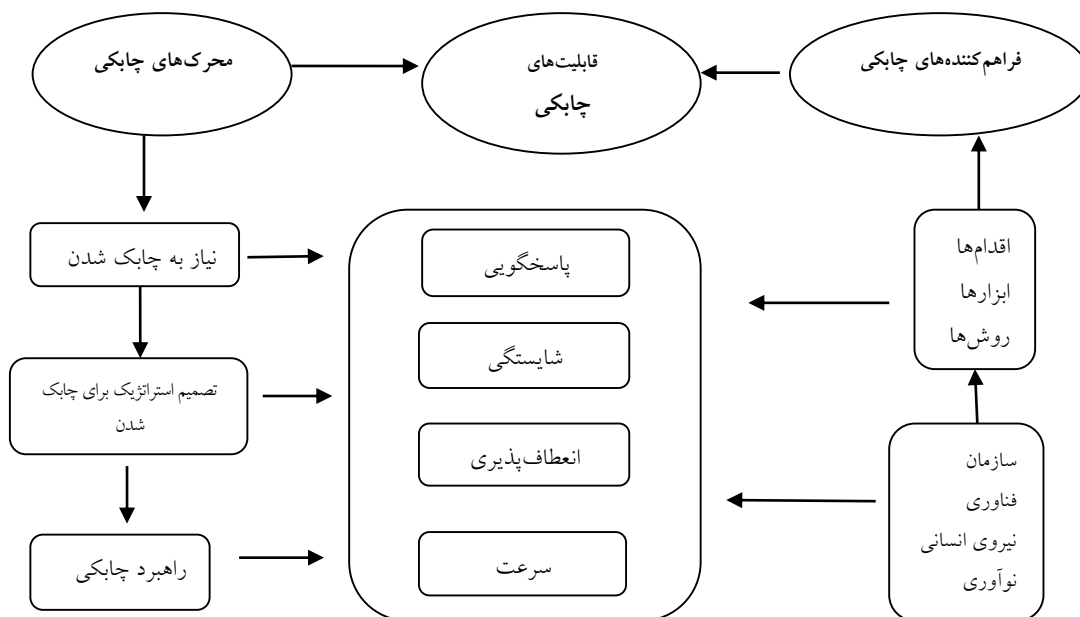 فراهم‌کننده‌های چابکی
قابلیت‌های
چابکی
محرک‌های چابکی
اقدام‌ها
ابزارها
روش‌ها
سازمان
فناوری
نیروی انسانی
نوآوری
پاسخگویی
شایستگی
انعطاف‌پذیری
سرعت
نیاز به چابک شدن
تصمیم استراتژیک برای چابک
شدن
راهبرد چابکی